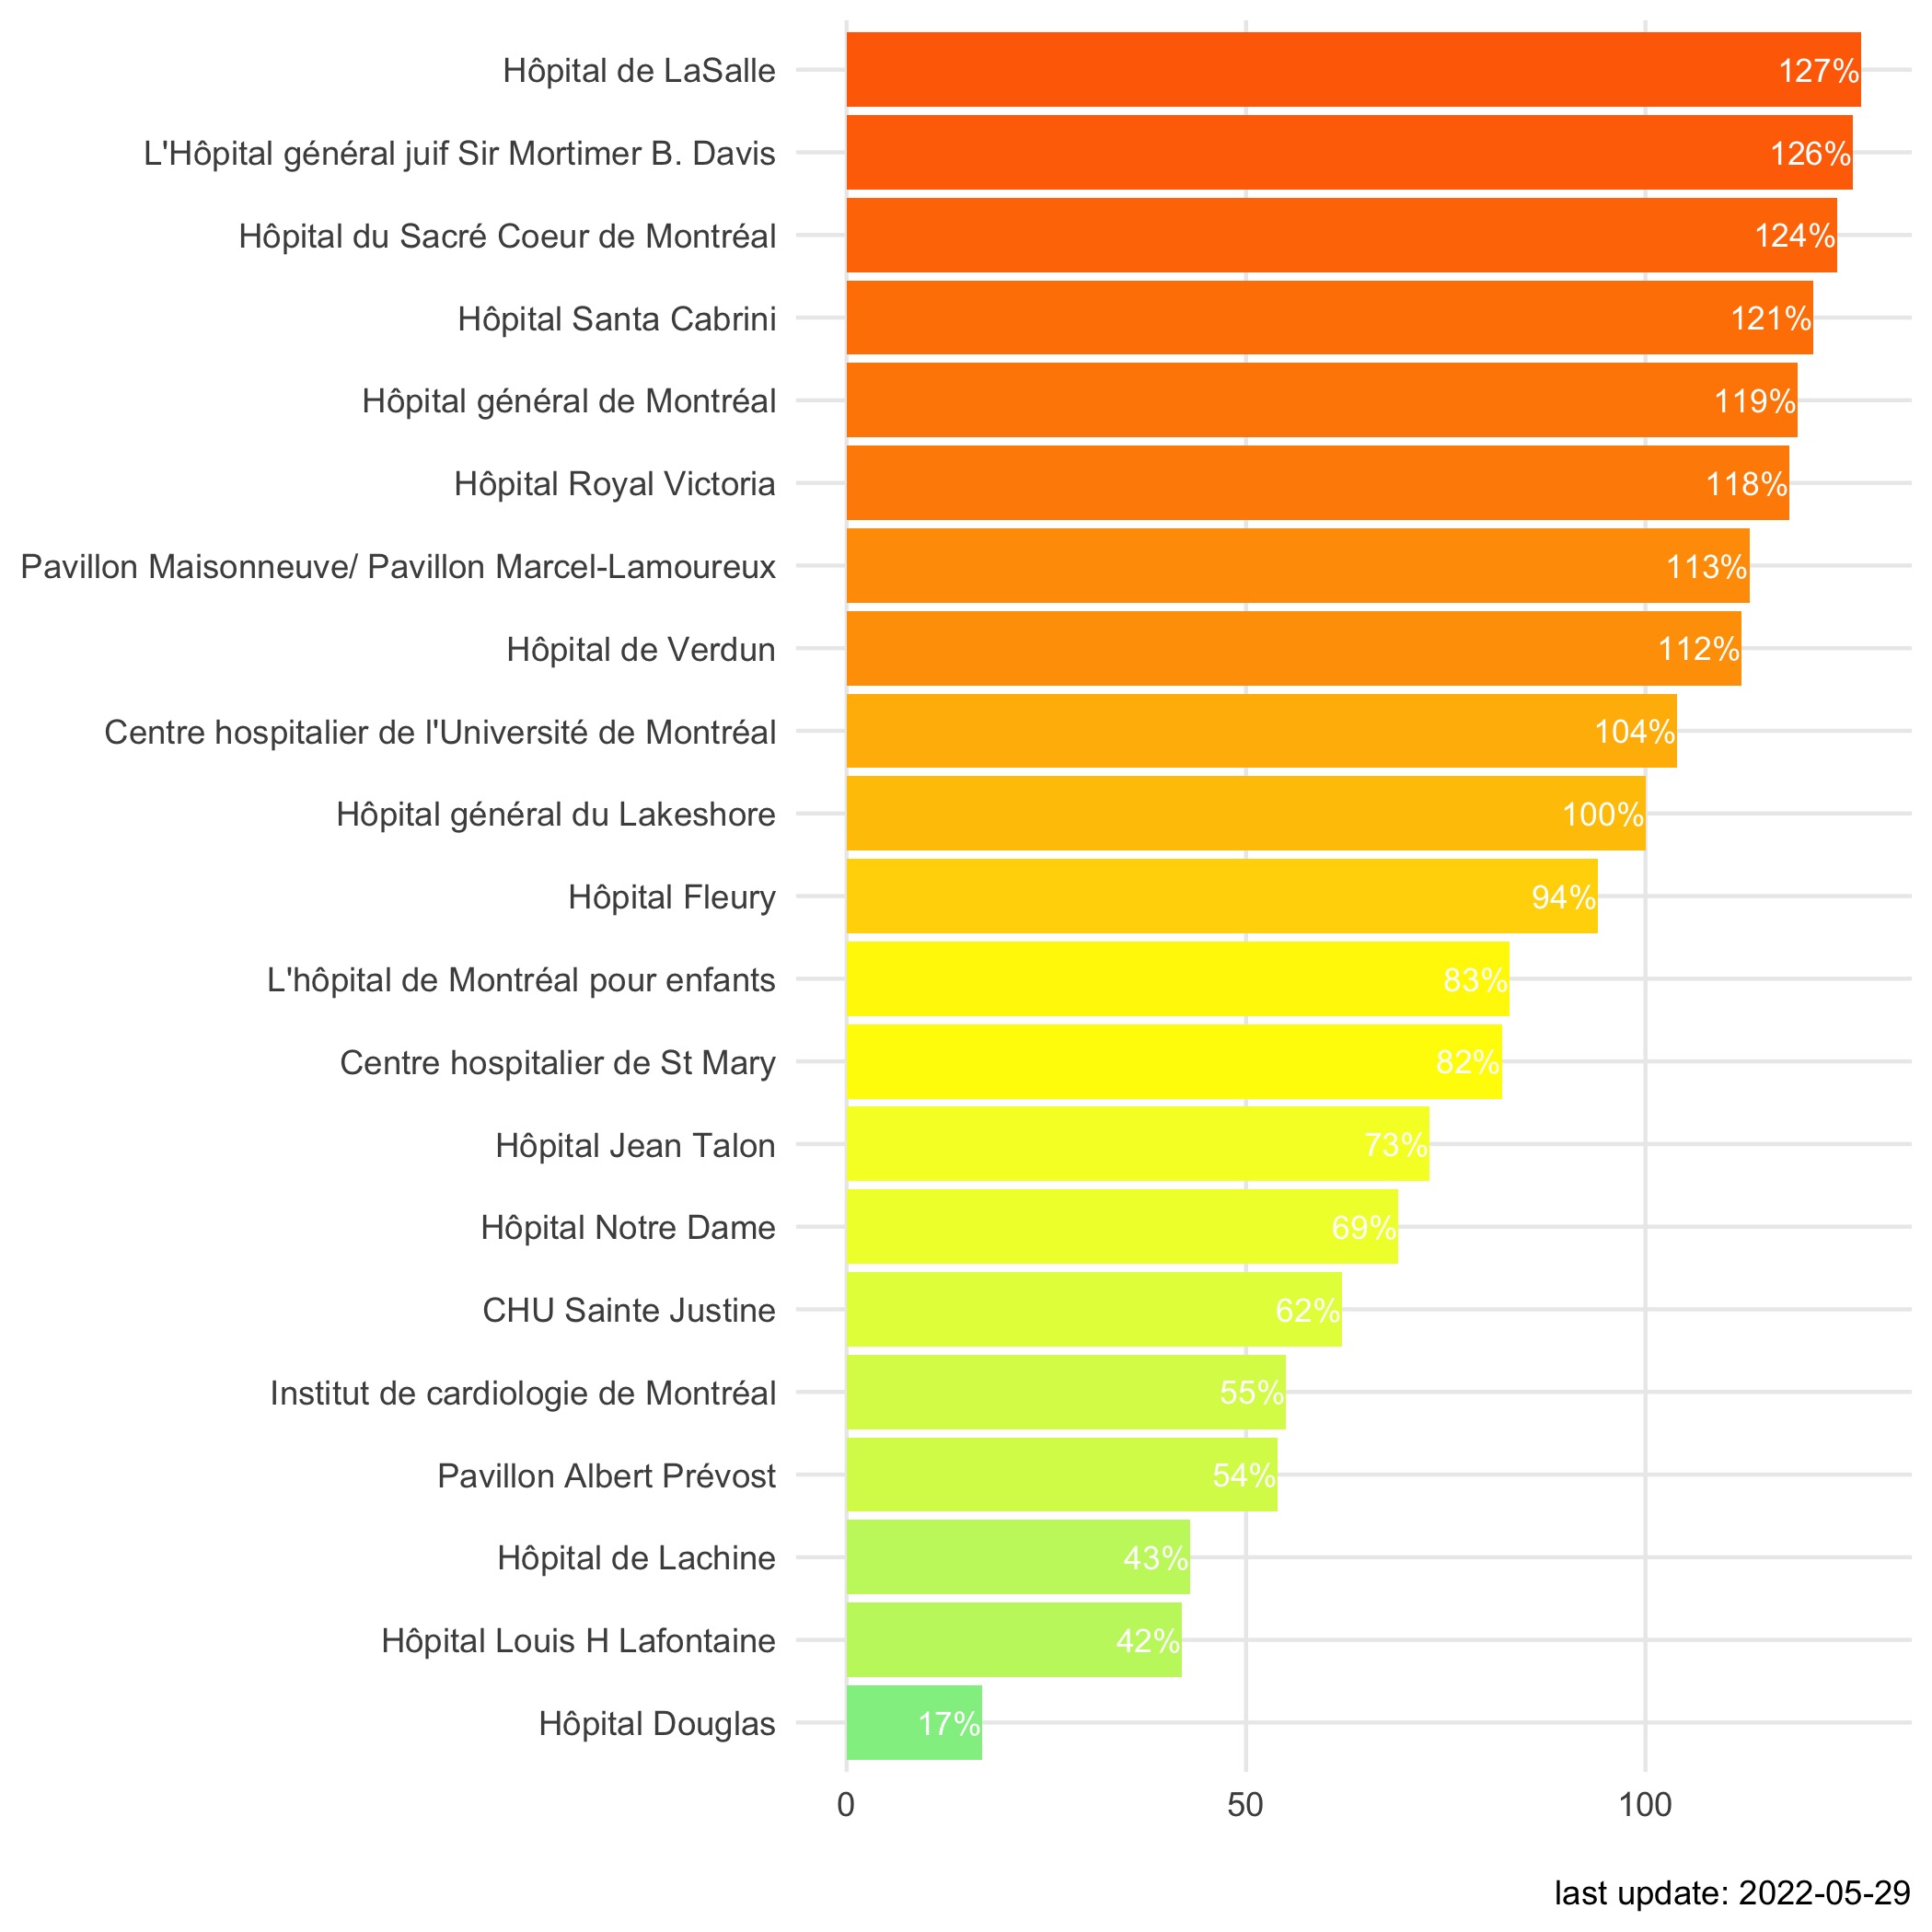 Hôpital de LaSalle 127%
L'Hôpital général juif Sir Mortimer B. Davis 126%
Hôpital du Sacré Coeur de Montréal 124%
Hôpital Santa Cabrini 121%
Hôpital général de Montréal 119%
Hôpital Royal Victoria 118%
Pavillon Maisonneuve/ Pavillon Marcel-Lamoureux 113%
Hôpital de Verdun 112%
Centre hospitalier de l'Université de Montréal 104%
Hôpital général du Lakeshore 100%
Hôpital Fleury 94%
L'hôpital de Montréal pour enfants 83%
Centre hospitalier de St Mary 82%
Hôpital Jean Talon 73%
Hôpital Notre Dame 69%
CHU Sainte Justine 62%
Institut de cardiologie de Montréal 55%
Pavillon Albert Prévost 54%
Hôpital de Lachine 43%
Hôpital Louis H Lafontaine 42%
Hôpital Douglas 17%
0 50 100
last update: 2022-05-29